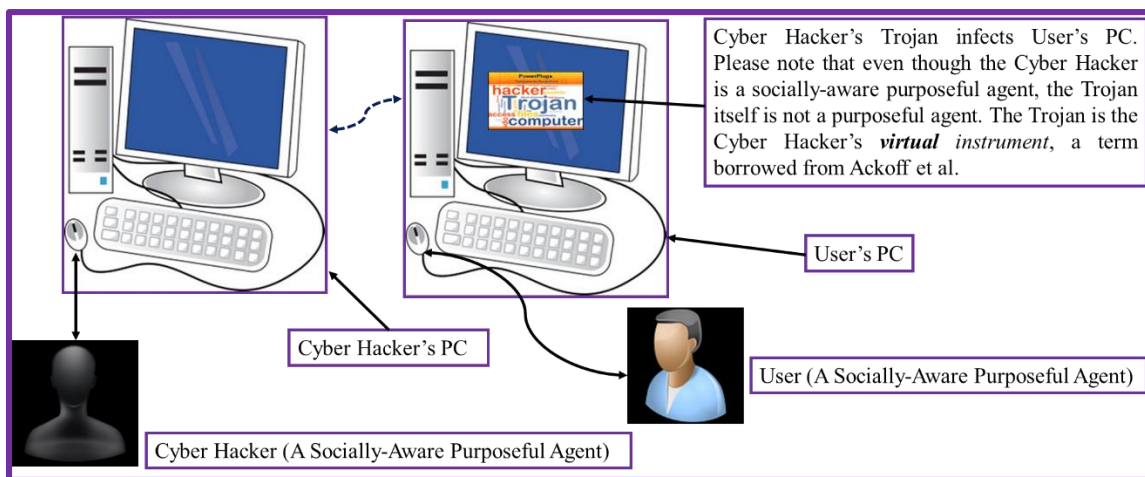 Cyber Hacker's Trojan infects User's PC.
Please note that even though the Cyber Hacker
is a socially-aware purposeful agent, the Trojan
itself is not a purposeful agent. The Trojan is the
Cyber Hacker's virtual instrument, a term
borrowed from Ackoff et al.
PowerPlugs
hacker
Trojan
access files
computer
User's PC
Cyber Hacker's PC
User (A Socially-Aware Purposeful Agent)
Cyber Hacker (A Socially-Aware Purposeful Agent)